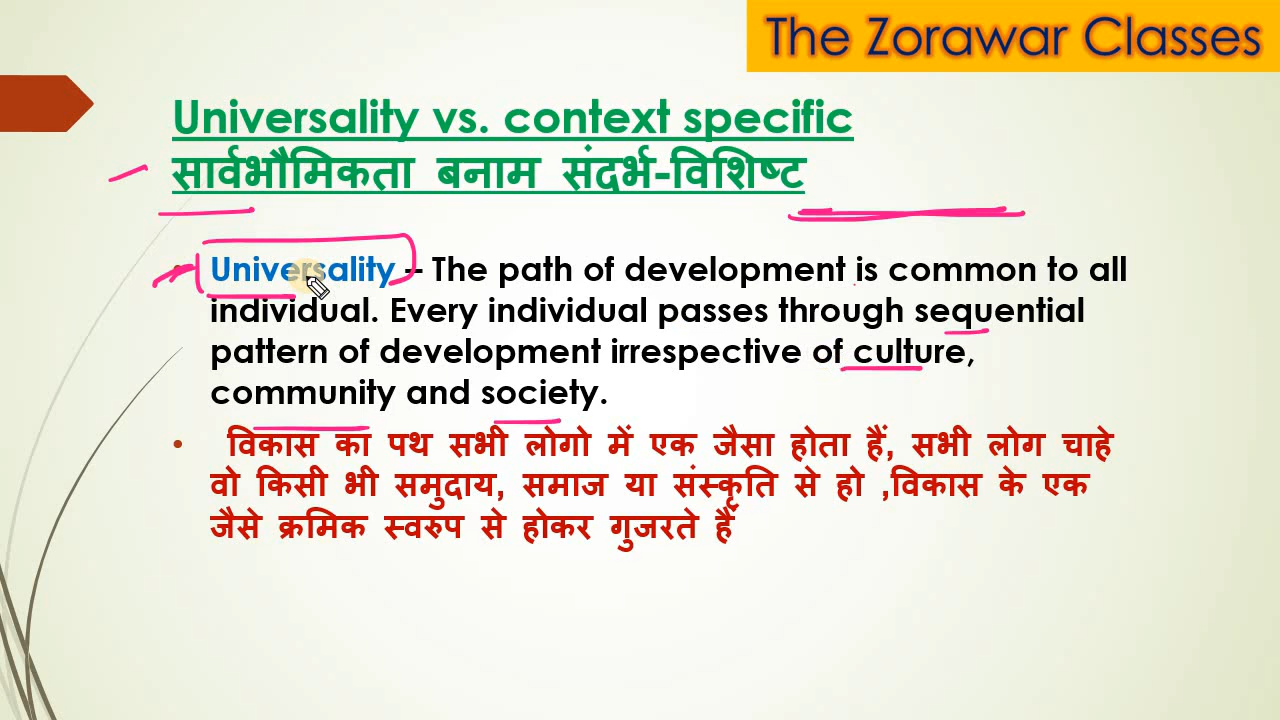 The Zorawar Classes
Universality vs. context specific
सार्वभौमिकता बनाम संदर्भ-विशिष्ट
• Universality – The path of development is common to all
individual. Every individual passes through sequential
pattern of development irrespective of culture,
community and society.
• विकास का पथ सभी लोगो में एक जैसा होता हैं, सभी लोग चाहे
वो किसी भी समुदाय, समाज या संस्कृति से हो ,विकास के एक
जैसे क्रमिक स्वरुप से होकर गुजरते हैं